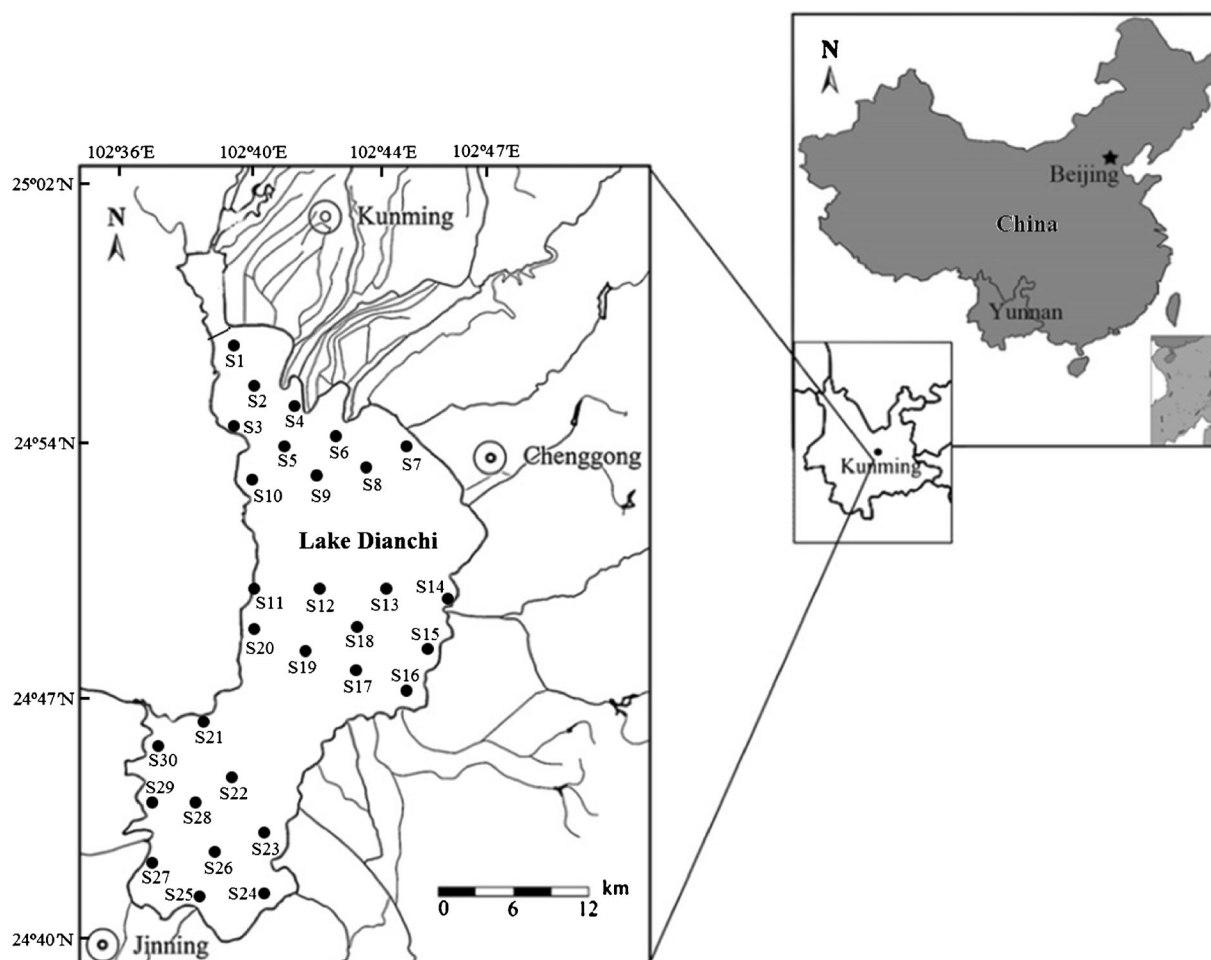 N
Beijing
China
Yunnan
Kunming
102°36′E 102°40′E 102°44′E 102°47′E
25°02′N
24°54′N
24°47′N
24°40′N
N
Kunming
S1
S2
S3
S4
S5
S6
S7
Chenggong
S8
S9
S10
Lake Dianchi
S11
S12
S13
S14
S15
S16
S17
S18
S19
S20
S21
S22
S23
S24
S25
S26
S27
S28
S29
S30
km
0 6 12
Jinning